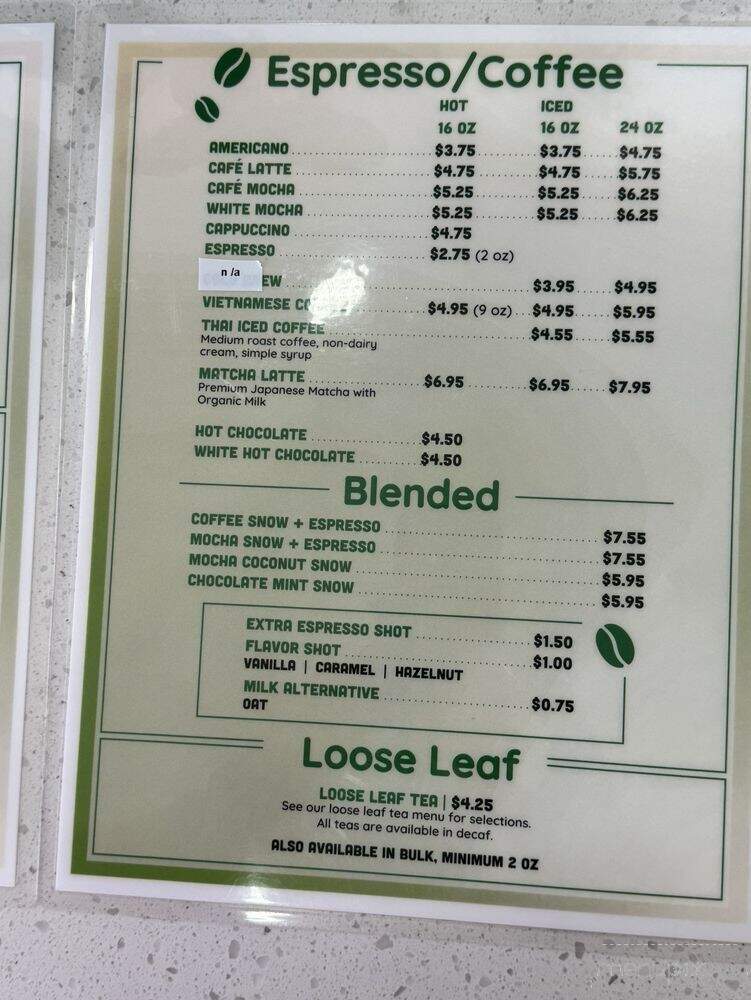 Espresso/Coffee
HOT ICED
16 OZ 16 OZ 24 OZ
AMERICANO $3.75 $3.75 $4.75
CAFÉ LATTE $4.75 $4.75 $5.75
CAFÉ MOCHA $5.25 $5.25 $6.25
WHITE MOCHA $5.25 $5.25 $6.25
CAPPUCCINO $4.75
ESPRESSO $2.75 (2 oz)
n /a $3.95 $4.95
VIETNAMESE $4.95 (9 oz) $4.95 $5.95
THAI ICED COFFEE $4.55 $5.55
Medium roast coffee, non-dairy
cream, simple syrup
MATCHA LATTE $6.95 $6.95 $7.95
Premium Japanese Matcha with
Organic Milk
HOT CHOCOLATE $4.50
WHITE HOT CHOCOLATE $4.50
Blended
COFFEE SNOW + ESPRESSO $7.55
MOCHA SNOW + ESPRESSO $7.55
MOCHA COCONUT SNOW $5.95
CHOCOLATE MINT SNOW $5.95
EXTRA ESPRESSO SHOT $1.50
FLAVOR SHOT $1.00
VANILLA | CARAMEL | HAZELNUT
MILK ALTERNATIVE $0.75
OAT
Loose Leaf
LOOSE LEAF TEA | $4.25
See our loose leaf tea menu for selections.
All teas are available in decaf.
ALSO AVAILABLE IN BULK, MINIMUM 2 OZ